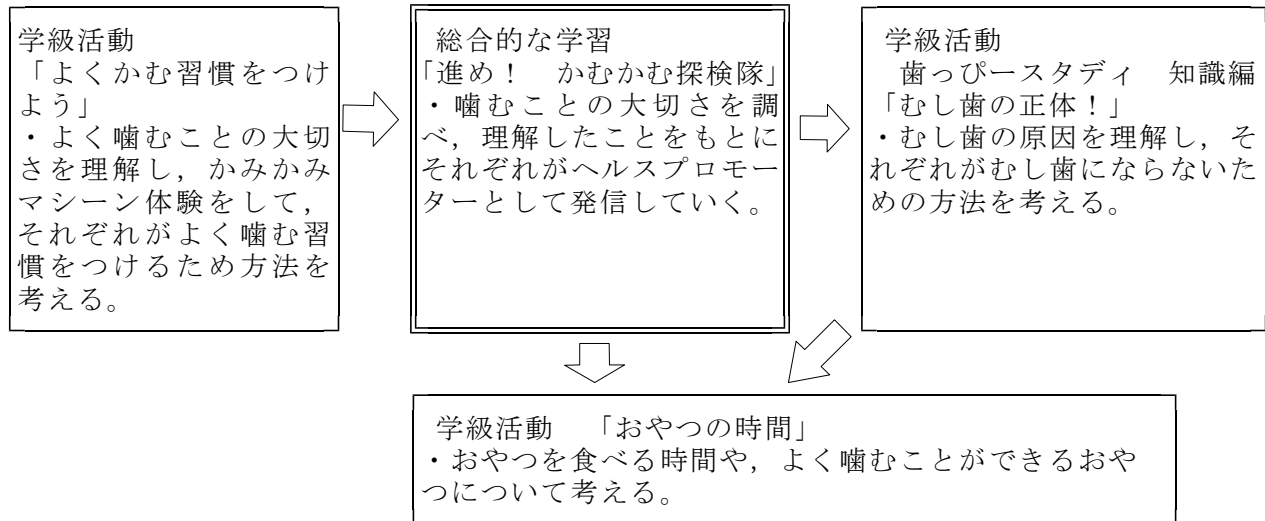 学級活動
「よくかむ習慣をつけ
よう」
・よく噛むことの大切
さを理解し，かみかみ
マシーン体験をして，
それぞれがよく噛む習
慣をつけるため方法を
考える。
総合的な学習
「進め！　かむかむ探検隊」
・噛むことの大切さを調
べ，理解したことをもとに
それぞれがヘルスプロモー
ターとして発信していく。
学級活動
歯っぴースタディ　知識編
「むし歯の正体！」
・むし歯の原因を理解し，そ
れぞれがむし歯にならないた
めの方法を考える。
学級活動　「おやつの時間」
・おやつを食べる時間や，よく噛むことができるおや
つについて考える。